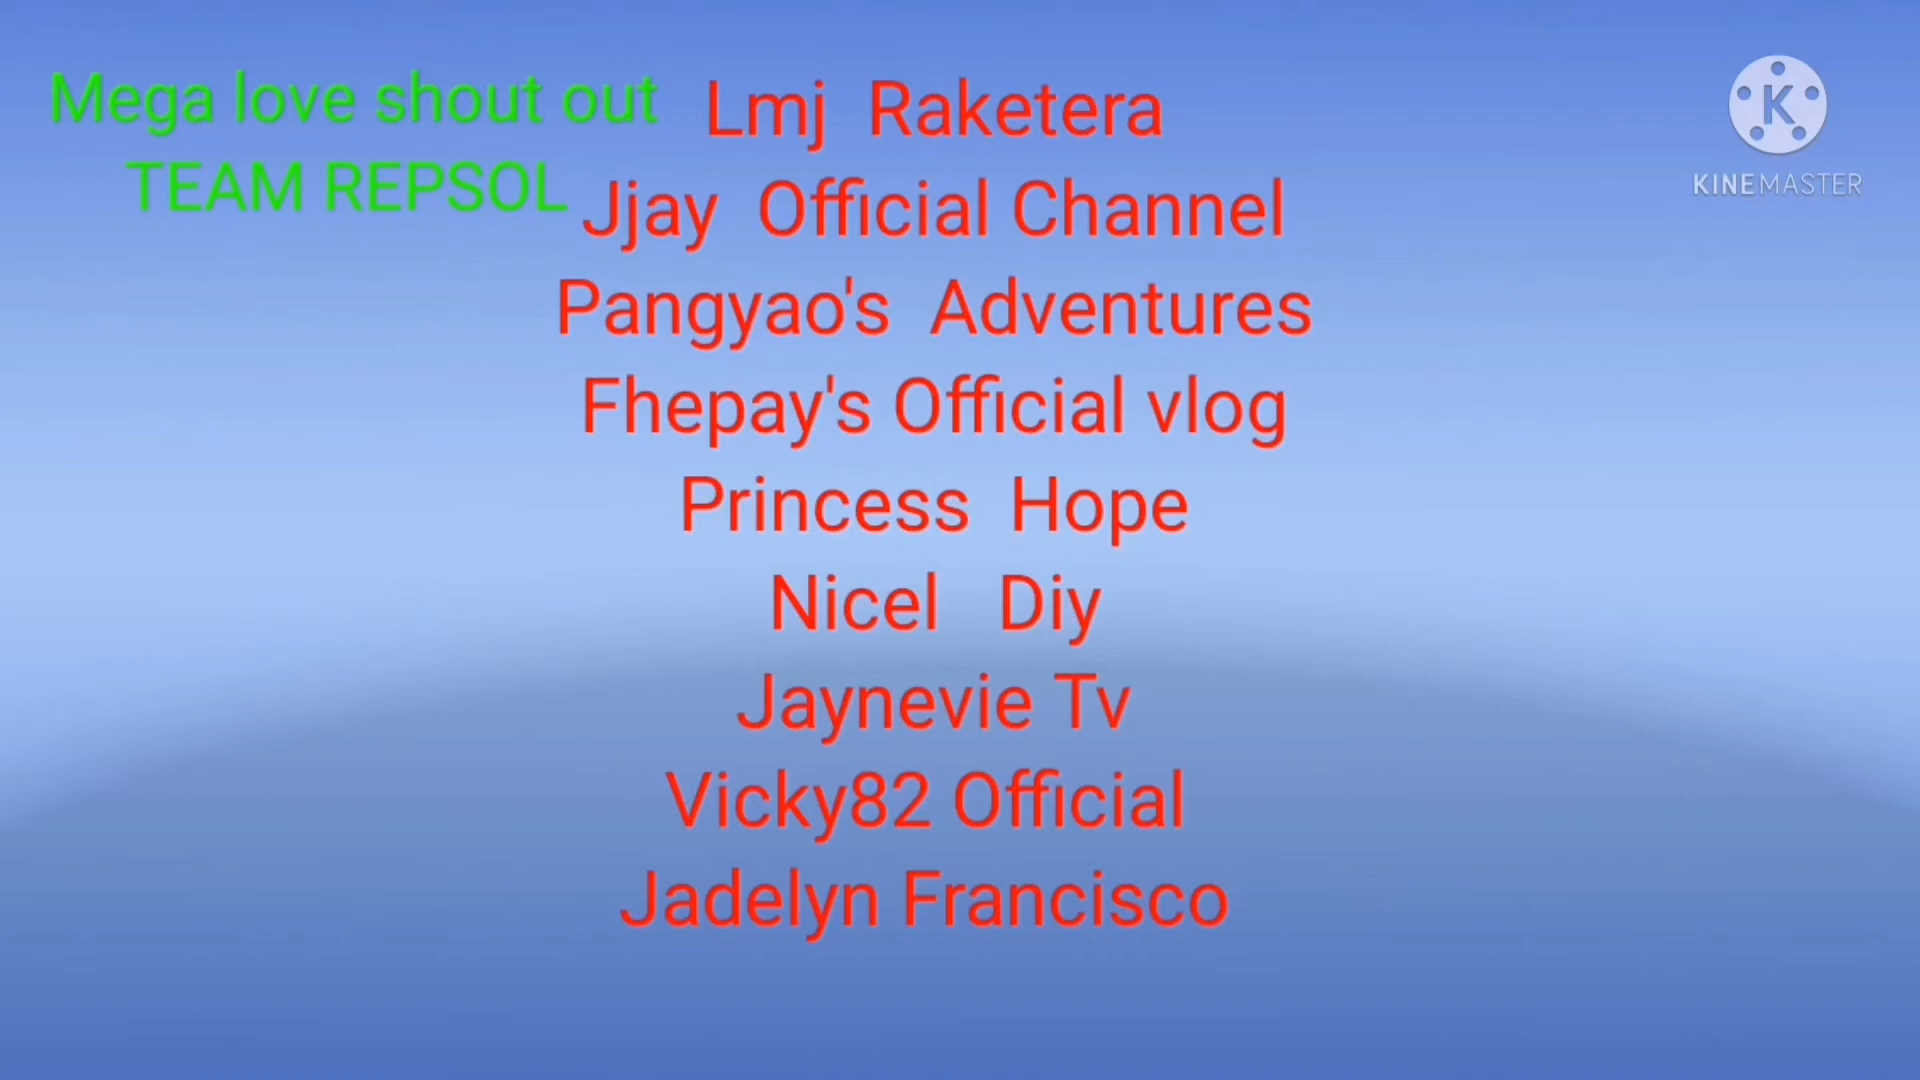 Mega love shout out
TEAM REPSOL
Lmj Raketera
Jjay Official Channel
Pangyao's Adventures
Fhepay's Official vlog
Princess Hope
Nicel Diy
Jaynevie Tv
Vicky82 Official
Jadelyn Francisco
K
KINEMASTER